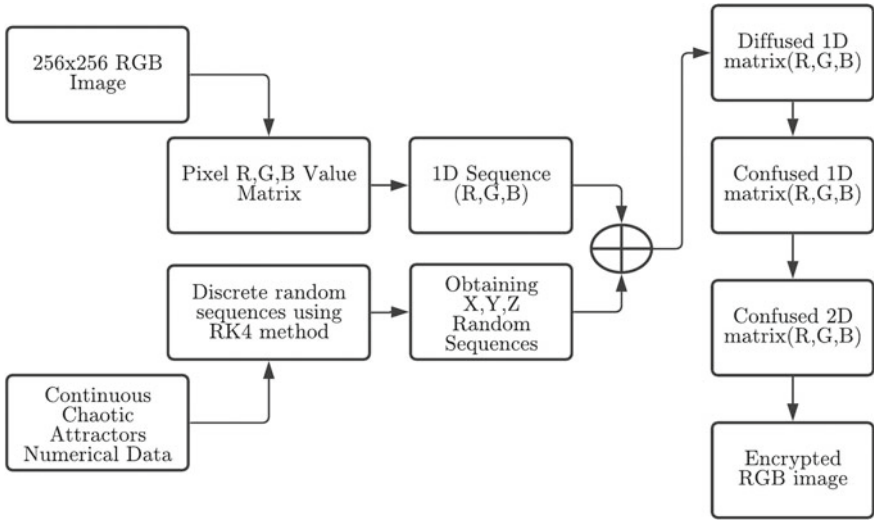 256x256 RGB
Image
Pixel R,G,B Value
Matrix
1D Sequence
(R,G,B)
Continuous
Chaotic
Attractors
Numerical Data
Discrete random
sequences using
RK4 method
Obtaining
X,Y,Z
Random
Sequences
Diffused 1D
matrix(R,G,B)
Confused 1D
matrix(R,G,B)
Confused 2D
matrix(R,G,B)
Encrypted
RGB image